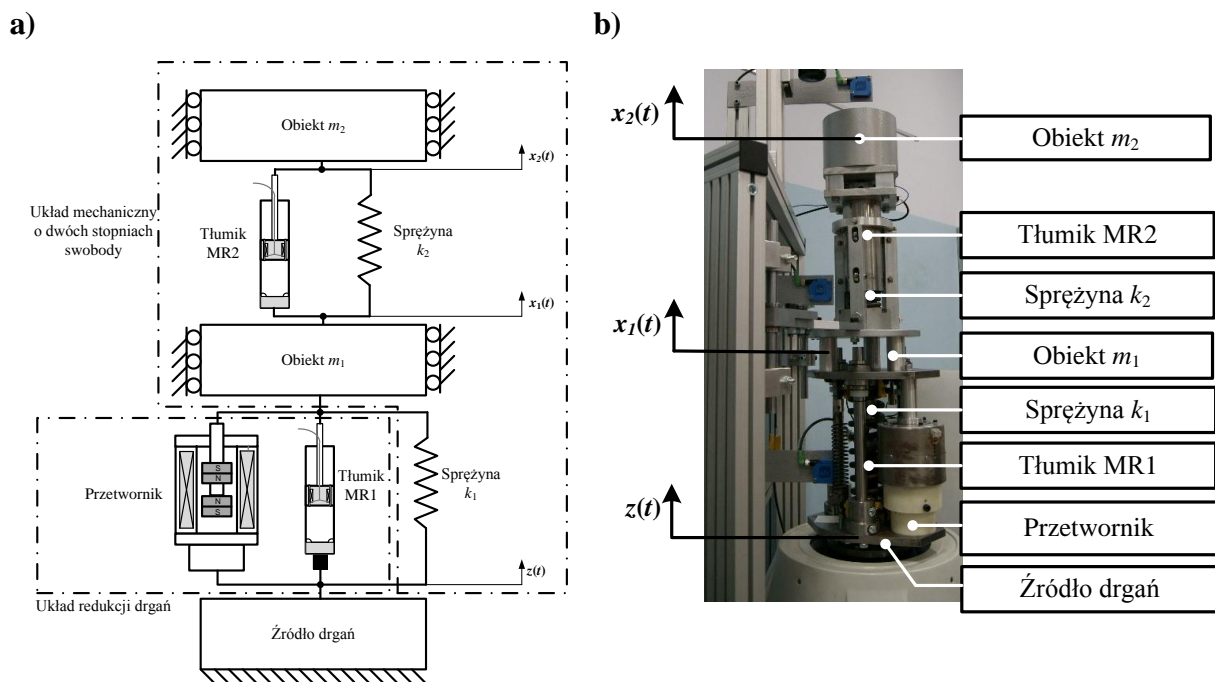 a)
Obiekt m₂
x₂(t)
Układ mechaniczny
o dwóch stopniach
swobody
Tłumik
MR2
Sprężyna
k₂
x₁(t)
Obiekt m₁
S
N
N
S
Przetwornik
Tłumik
MR1
Sprężyna
k₁
z(t)
Układ redukcji drgań
Źródło drgań
b)
x₂(t)
x₁(t)
z(t)
Obiekt m₂
Tłumik MR2
Sprężyna k₂
Obiekt m₁
Sprężyna k₁
Tłumik MR1
Przetwornik
Źródło drgań